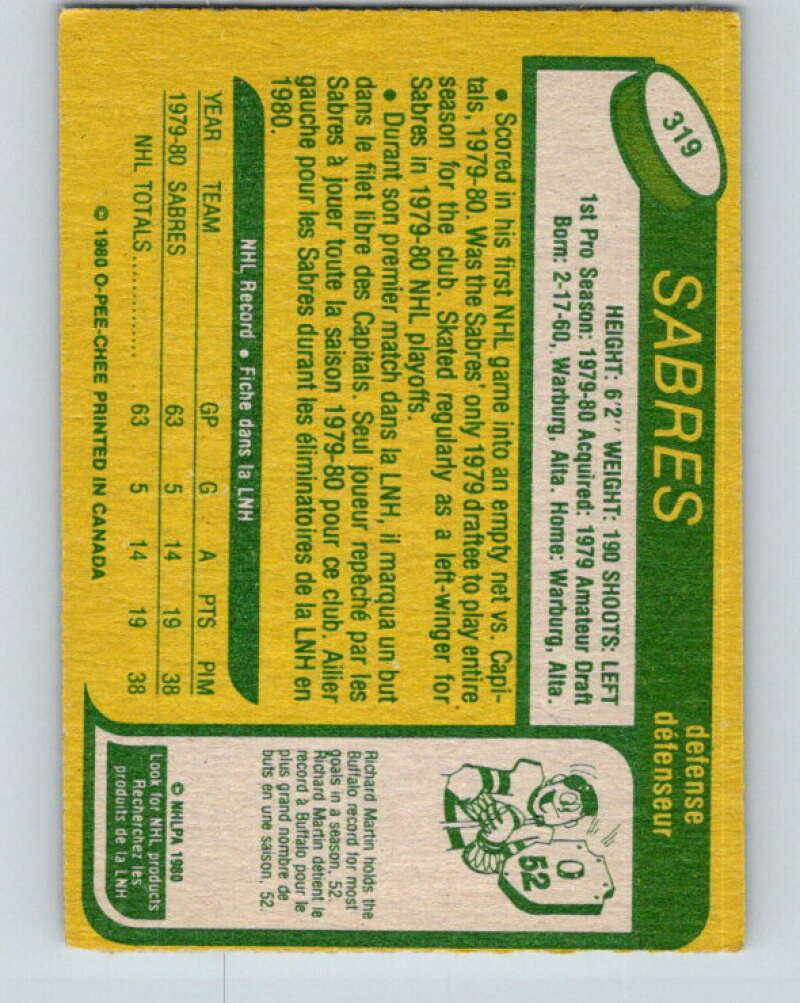 319
SABRES
defense
défenseur
HEIGHT: 6'2'' WEIGHT: 190 SHOOTS: LEFT
1st Pro Season: 1979-80 Acquired: 1979 Amateur Draft
Born: 2-17-60, Warburg, Alta. Home: Warburg, Alta.
• Scored in his first NHL game into an empty net vs. Capi-
tals, 1979-80. Was the Sabres' only 1979 draftee to play entire
season for the club. Skated regularly as a left-winger for
Sabres in 1979-80 NHL playoffs.
• Durant son premier match dans la LNH, il marqua un but
dans le filet libre des Capitals. Seul joueur repêché par les
Sabres à jouer toute la saison 1979-80 pour ce club. Ailier
gauche pour les Sabres durant les éliminatoires de la LNH en
1980.
NHL Record • Fiche dans la LNH
YEAR TEAM GP G A PTS PIM
1979-80 SABRES 63 5 14 19 38
NHL TOTALS.............. 63 5 14 19 38
© 1980 O-PEE-CHEE PRINTED IN CANADA
52
Richard Martin holds the
Buffalo record for most
goals in a season, 52.
Richard Martin détient le
record à Buffalo pour le
plus grand nombre de
buts en une saison, 52.
© NHLPA 1980
Look for NHL products
Recherchez les
produits de la LNH